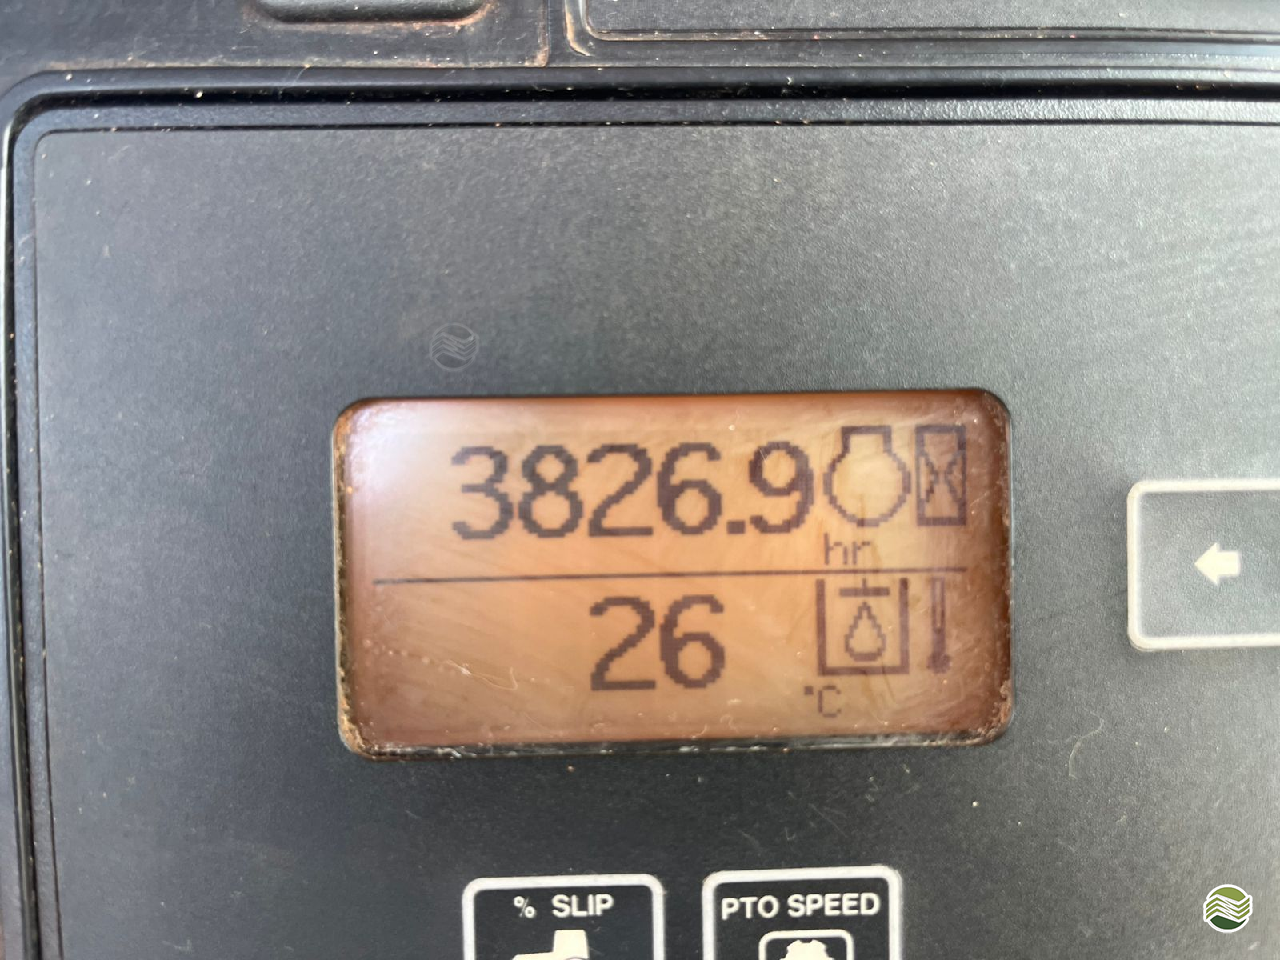 3826.9
hr
26
°C
% SLIP
PTO SPEED